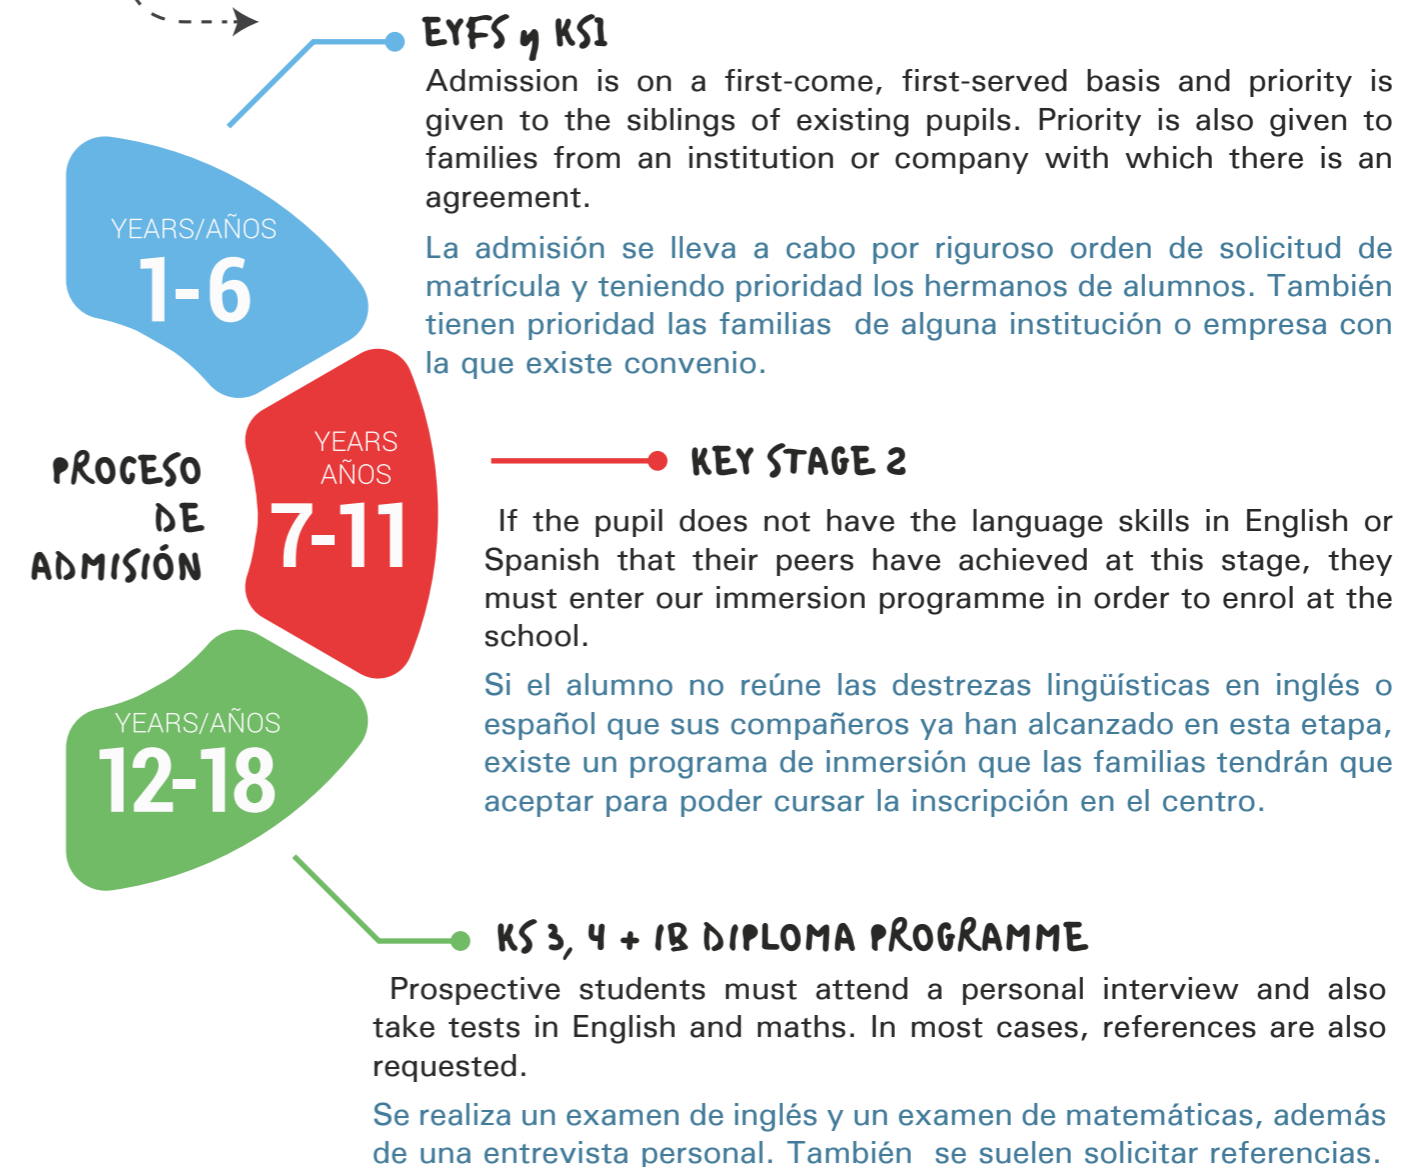 EYFS y KS1
Admission is on a first-come, first-served basis and priority is
given to the siblings of existing pupils. Priority is also given to
families from an institution or company with which there is an
agreement.
La admisión se lleva a cabo por riguroso orden de solicitud de
matrícula y teniendo prioridad los hermanos de alumnos. También
tienen prioridad las familias  de alguna institución o empresa con
la que existe convenio.
YEARS/AÑOS
1-6
PROCESO
DE
ADMISIÓN
YEARS
AÑOS
7-11
KEY STAGE 2
If the pupil does not have the language skills in English or
Spanish that their peers have achieved at this stage, they
must enter our immersion programme in order to enrol at the
school.
Si el alumno no reúne las destrezas lingüísticas en inglés o
español que sus compañeros ya han alcanzado en esta etapa,
existe un programa de inmersión que las familias tendrán que
aceptar para poder cursar la inscripción en el centro.
YEARS/AÑOS
12-18
KS 3, 4 + IB DIPLOMA PROGRAMME
Prospective students must attend a personal interview and also
take tests in English and maths. In most cases, references are also
requested.
Se realiza un examen de inglés y un examen de matemáticas, además
de una entrevista personal. También  se suelen solicitar referencias.